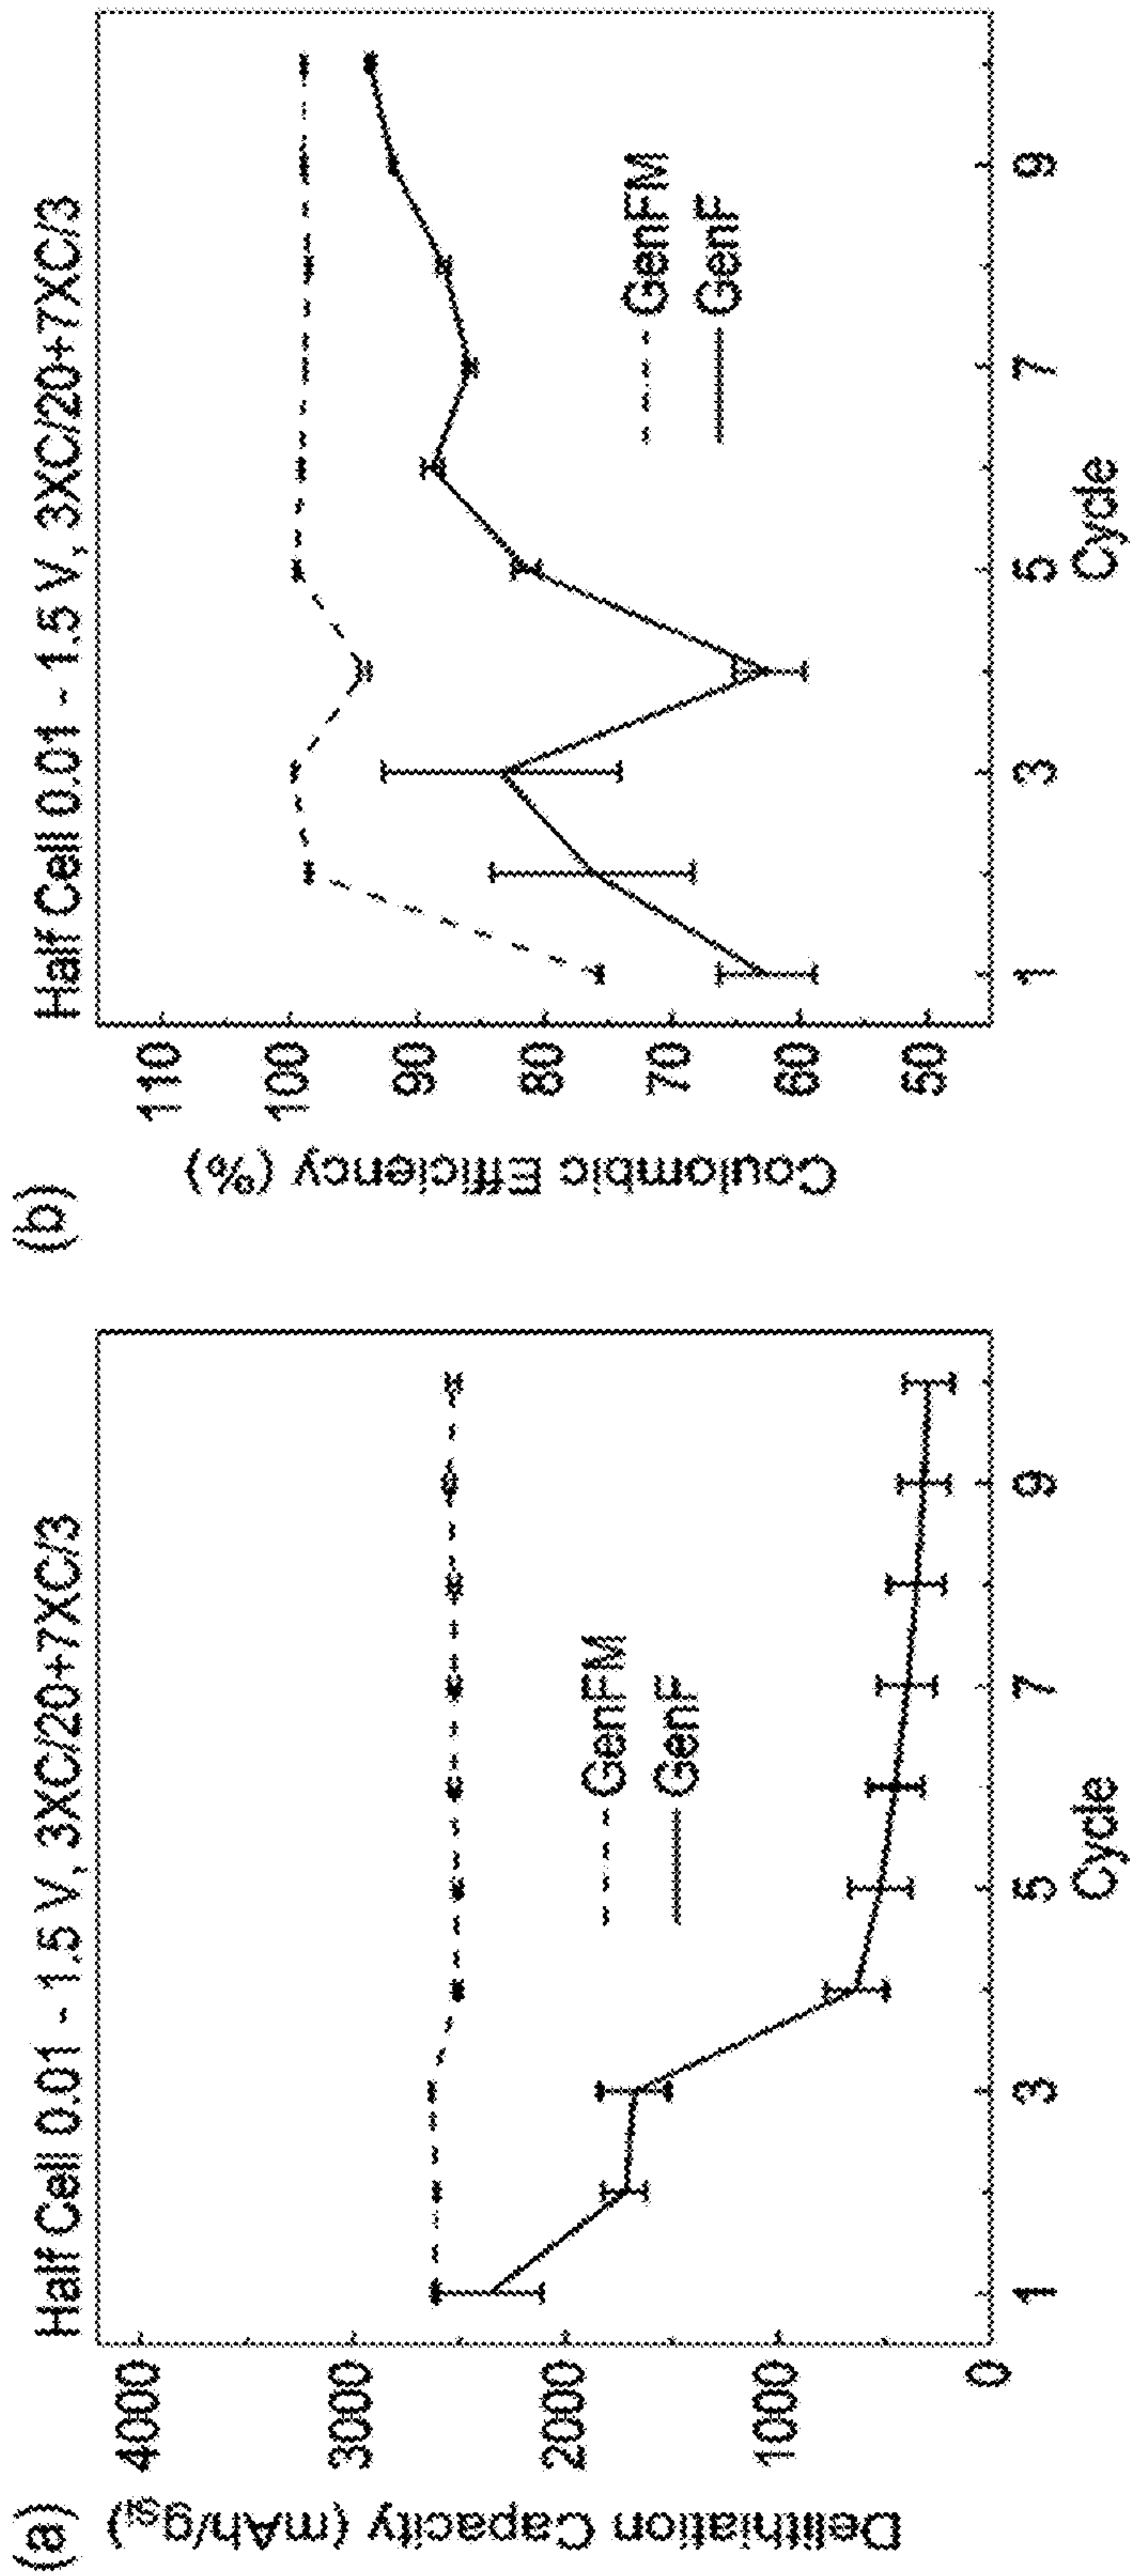 (a)
Half Cell 0.01 - 1.5 V, 3XC/20+7XC/3
Delithiation Capacity (mAh/gSi)
4000
3000
2000
1000
0
GenFM
GenF
1 3 5 7 9
Cycle
(b)
Half Cell 0.01 - 1.5 V, 3XC/20+7XC/3
Coulombic Efficiency (%)
110
100
90
80
70
60
50
GenFM
GenF
1 3 5 7 9
Cycle